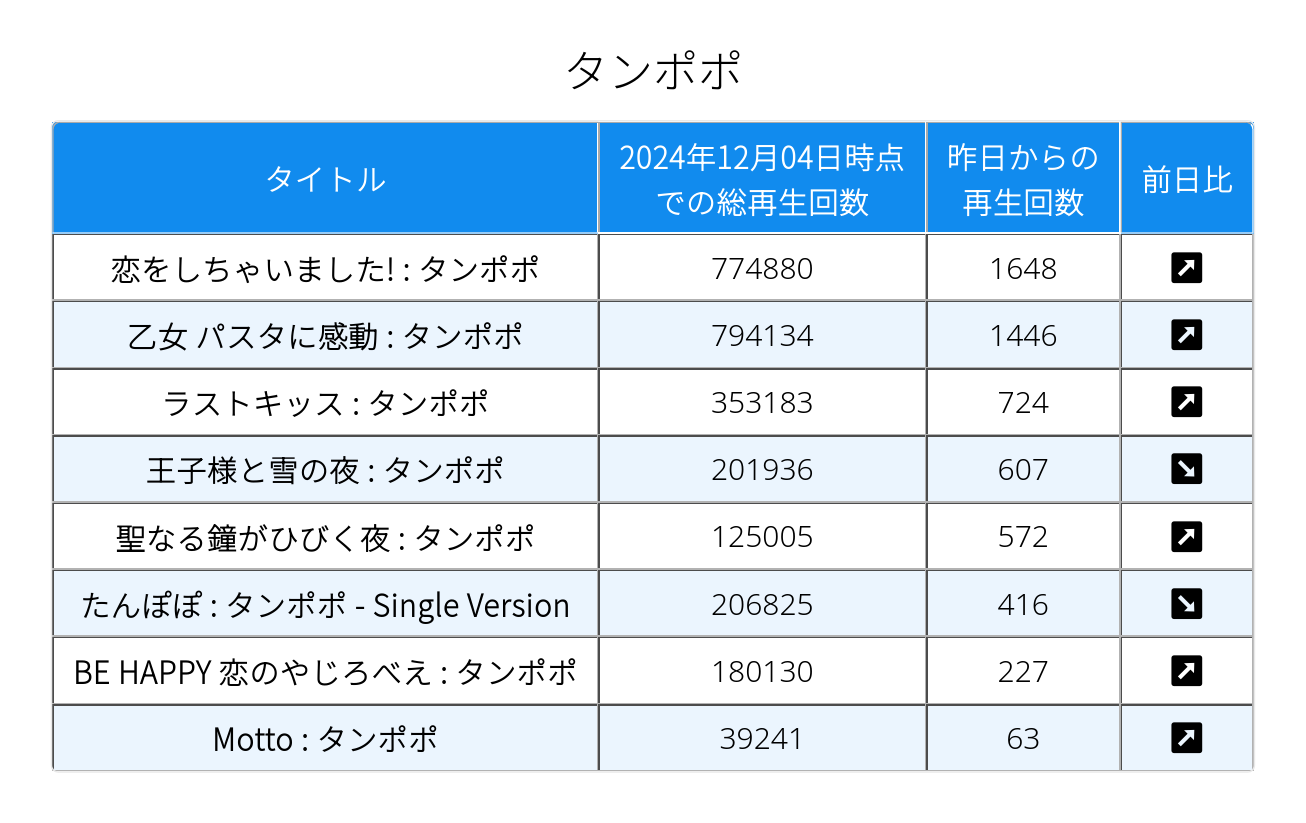 タンポポ
タイトル 2024年12月04日時点 での総再生回数 昨日からの 再生回数 前日比
恋をしちゃいました! : タンポポ 774880 1648 ↗
乙女 パスタに感動 : タンポポ 794134 1446 ↗
ラストキッス : タンポポ 353183 724 ↗
王子様と雪の夜 : タンポポ 201936 607 ↘
聖なる鐘がひびく夜 : タンポポ 125005 572 ↗
たんぽぽ : タンポポ - Single Version 206825 416 ↘
BE HAPPY 恋のやじろべえ : タンポポ 180130 227 ↗
Motto : タンポポ 39241 63 ↗